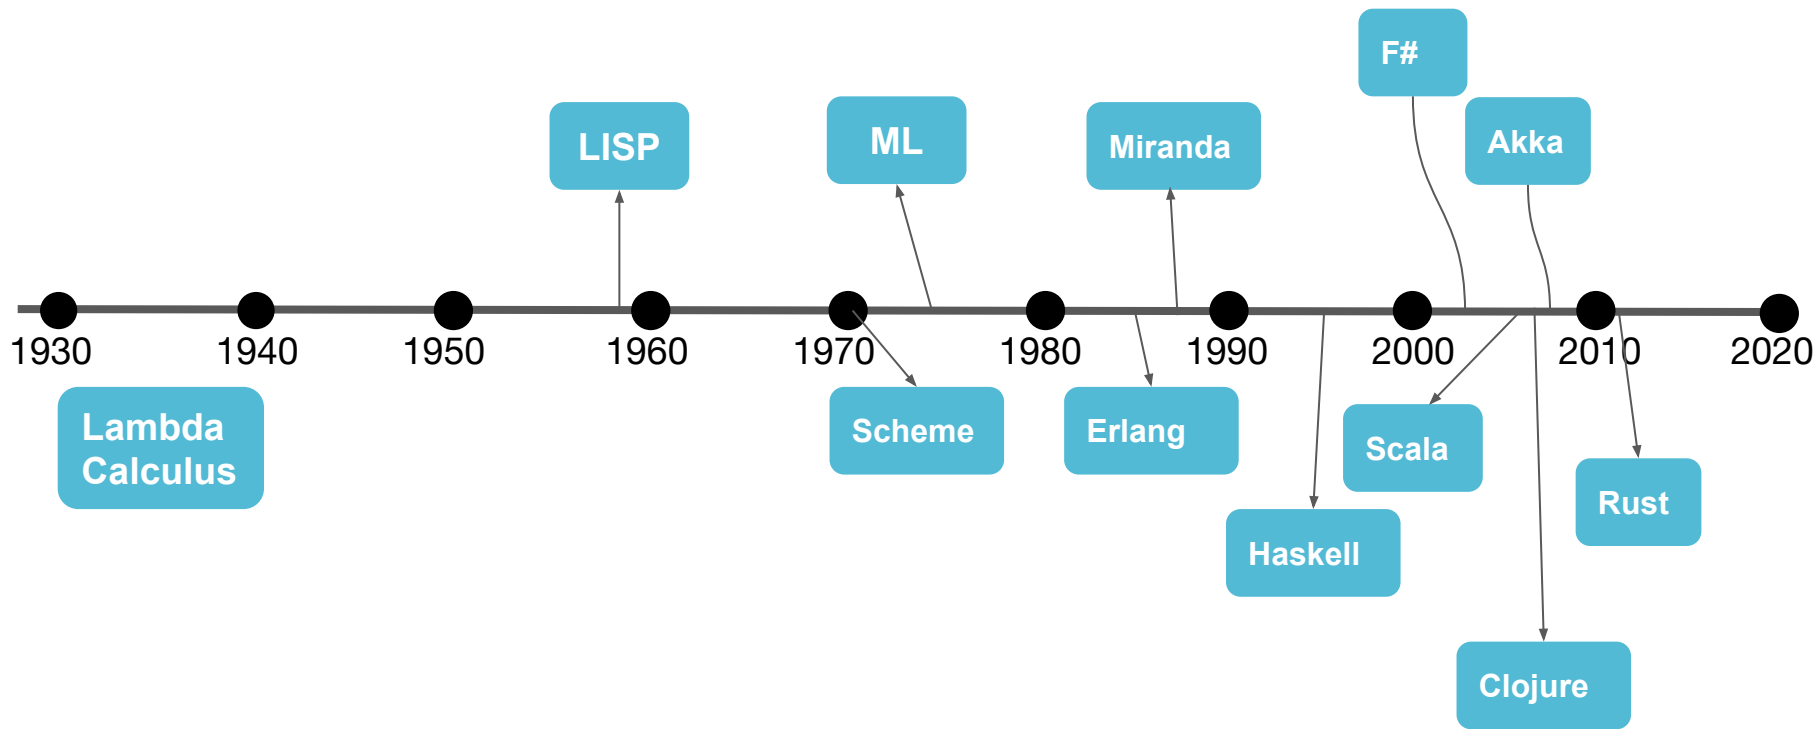 F#
Akka
LISP
ML
Miranda
1930
1940
1950
1960
1970
1980
1990
2000
2010
2020
Lambda
Calculus
Scheme
Erlang
Scala
Rust
Haskell
Clojure